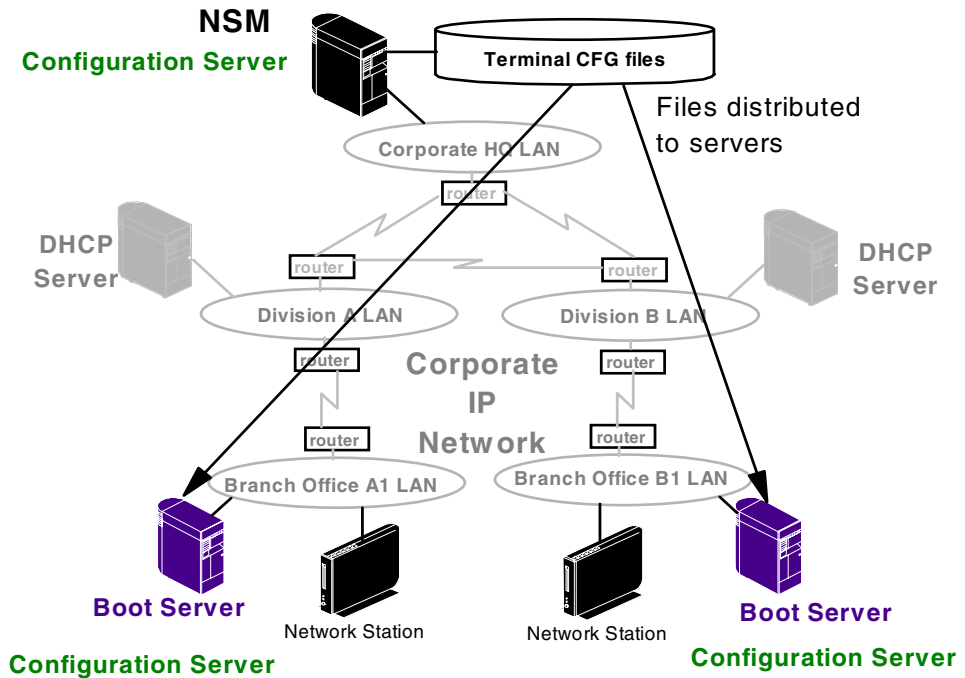 NSM
Configuration Server
Terminal CFG files
Files distributed
to servers
Corporate HQ LAN
router
DHCP
Server
router
router
DHCP
Server
Division A LAN
Division B LAN
router
router
Corporate
IP
Network
router
router
Branch Office A1 LAN
Branch Office B1 LAN
Boot Server
Network Station
Network Station
Boot Server
Configuration Server
Configuration Server